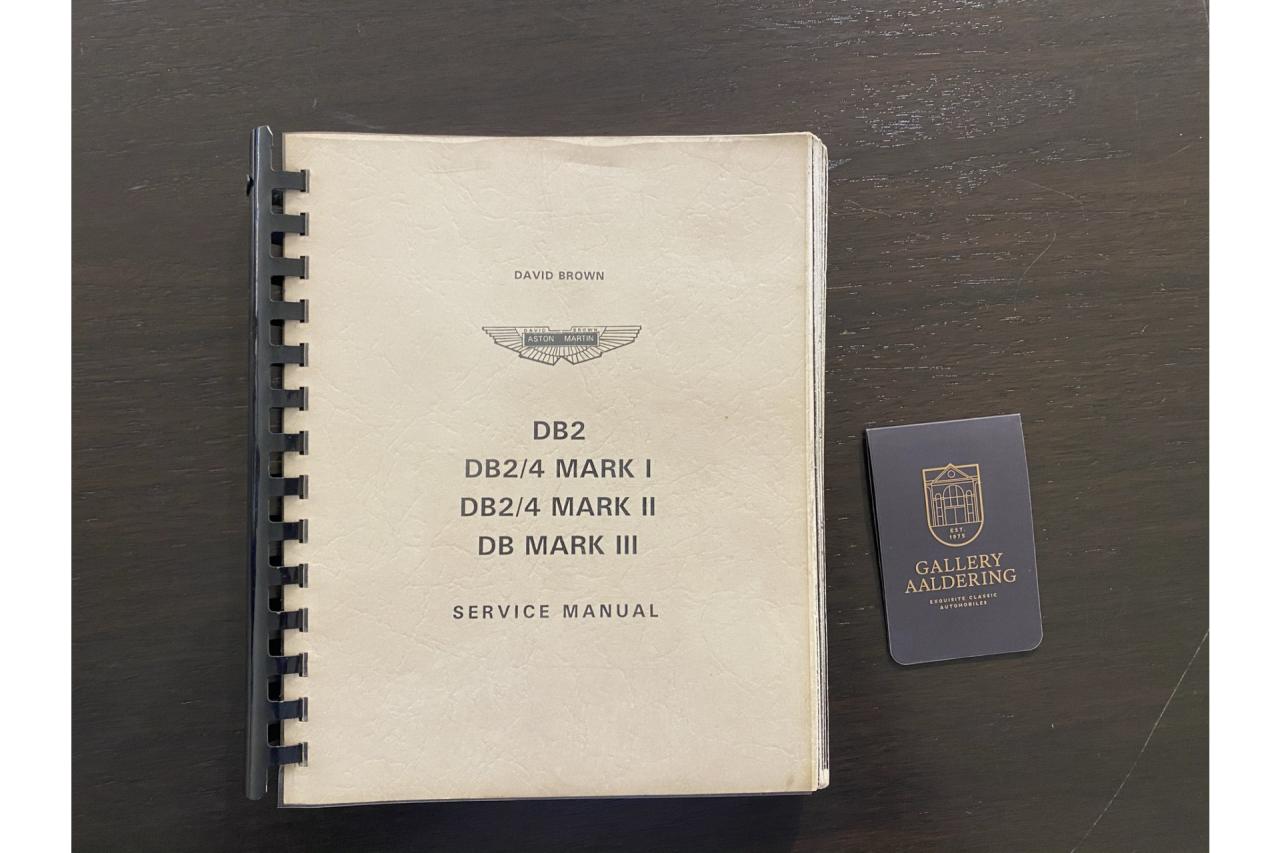 DAVID BROWN
DAVID BROWN
ASTON MARTIN
DB2
DB2/4 MARK I
DB2/4 MARK II
DB MARK III
SERVICE MANUAL
EST.
1975
GALLERY
AALDERING
EXQUISITE CLASSIC
AUTOMOBILES